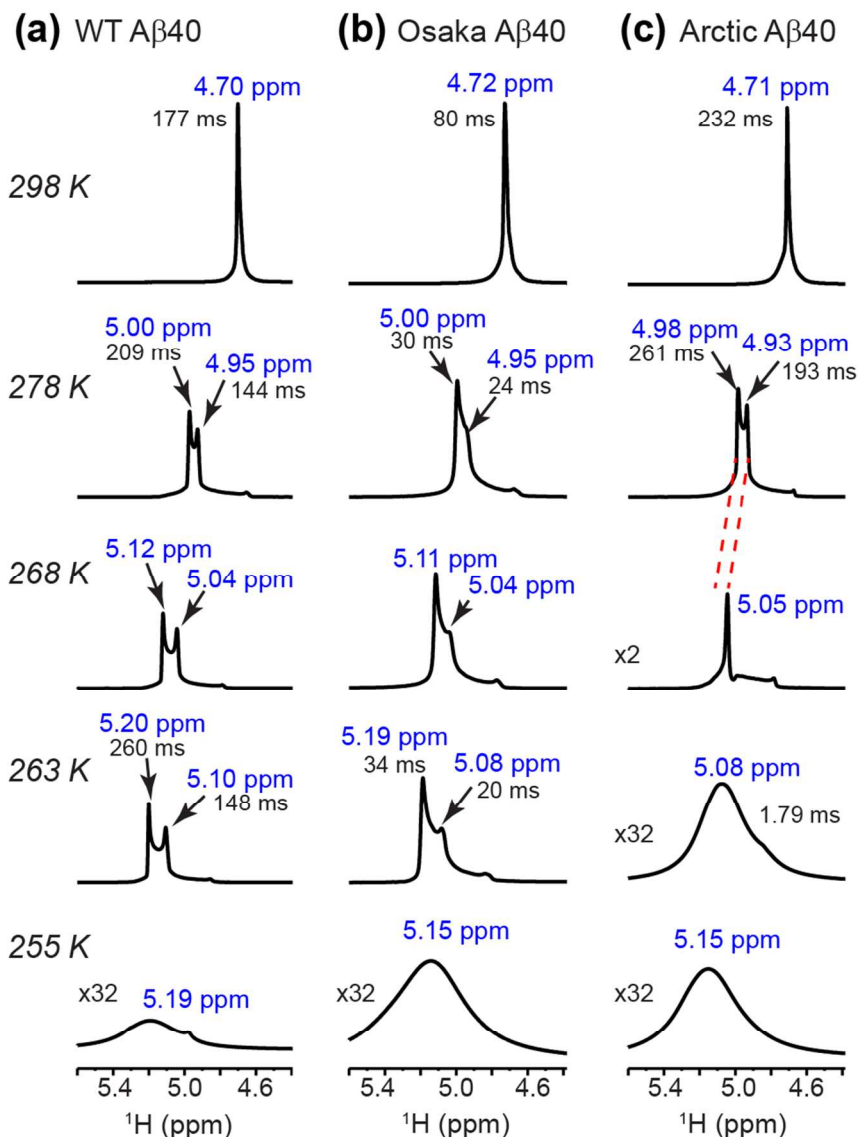 (a) WT Aβ40 (b) Osaka Aβ40 (c) Arctic Aβ40
298 K
4.70 ppm
177 ms
4.72 ppm
80 ms
4.71 ppm
232 ms
278 K
5.00 ppm
209 ms
4.95 ppm
144 ms
5.00 ppm
30 ms
4.95 ppm
24 ms
4.98 ppm
261 ms
4.93 ppm
193 ms
268 K
5.12 ppm
5.04 ppm
5.11 ppm
5.04 ppm
5.05 ppm
x2
263 K
5.20 ppm
260 ms
5.10 ppm
148 ms
5.19 ppm
34 ms
5.08 ppm
20 ms
5.08 ppm
1.79 ms
x32
255 K
x32
5.19 ppm
5.15 ppm
x32
5.15 ppm
x32
5.4 5.0 4.6 5.4 5.0 4.6 5.4 5.0 4.6
¹H (ppm) ¹H (ppm) ¹H (ppm)